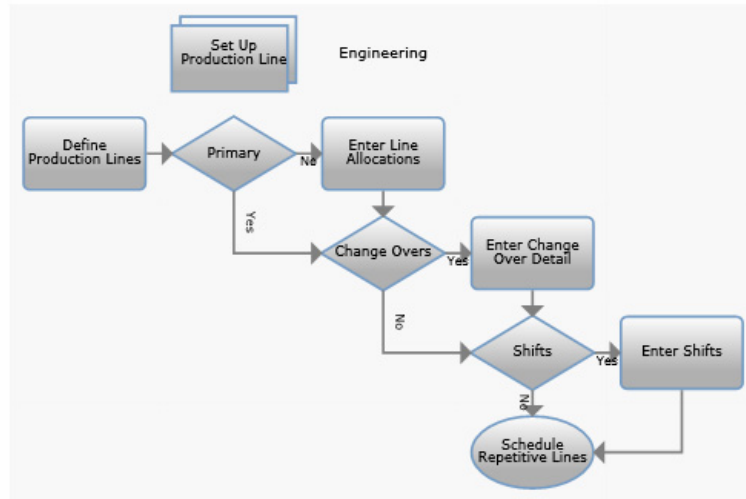 Set Up
Production Line
Engineering
Define
Production Lines
Primary
No
Enter Line
Allocations
Yes
Change Overs
Yes
Enter Change
Over Detail
No
Shifts
Yes
Enter Shifts
No
Schedule
Repetitive Lines